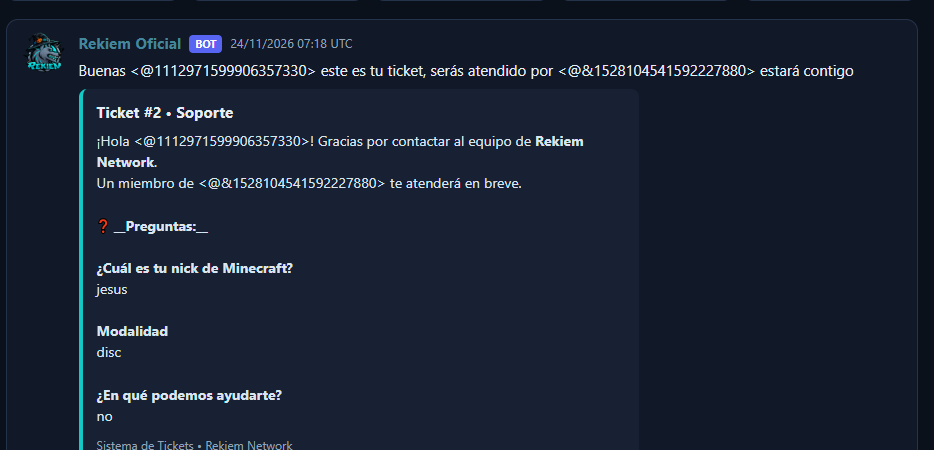 Rekiem Oficial BOT 24/11/2026 07:18 UTC
Buenas <@1112971599906357330> este es tu ticket, serás atendido por <@&1528104541592227880> estará contigo
Ticket #2 • Soporte
¡Hola <@1112971599906357330>! Gracias por contactar al equipo de Rekiem
Network.
Un miembro de <@&1528104541592227880> te atenderá en breve.
❓ __Preguntas:__
¿Cuál es tu nick de Minecraft?
jesus
Modalidad
disc
¿En qué podemos ayudarte?
no
Sistema de Tickets • Rekiem Network
REKIEM